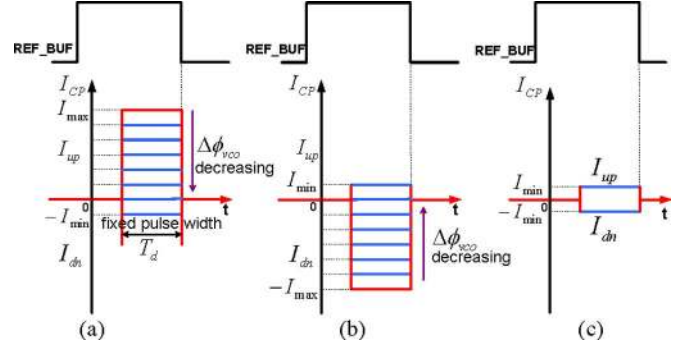 REF_BUF
I_CP
I_max
I_up
Δϕ_vco
decreasing
0
t
−I_min
fixed pulse width
T_d
I_dn
(a)
REF_BUF
I_CP
I_up
I_min
0
t
Δϕ_vco
decreasing
I_dn
−I_max
(b)
REF_BUF
I_CP
I_up
I_min
0
t
−I_min
I_dn
(c)